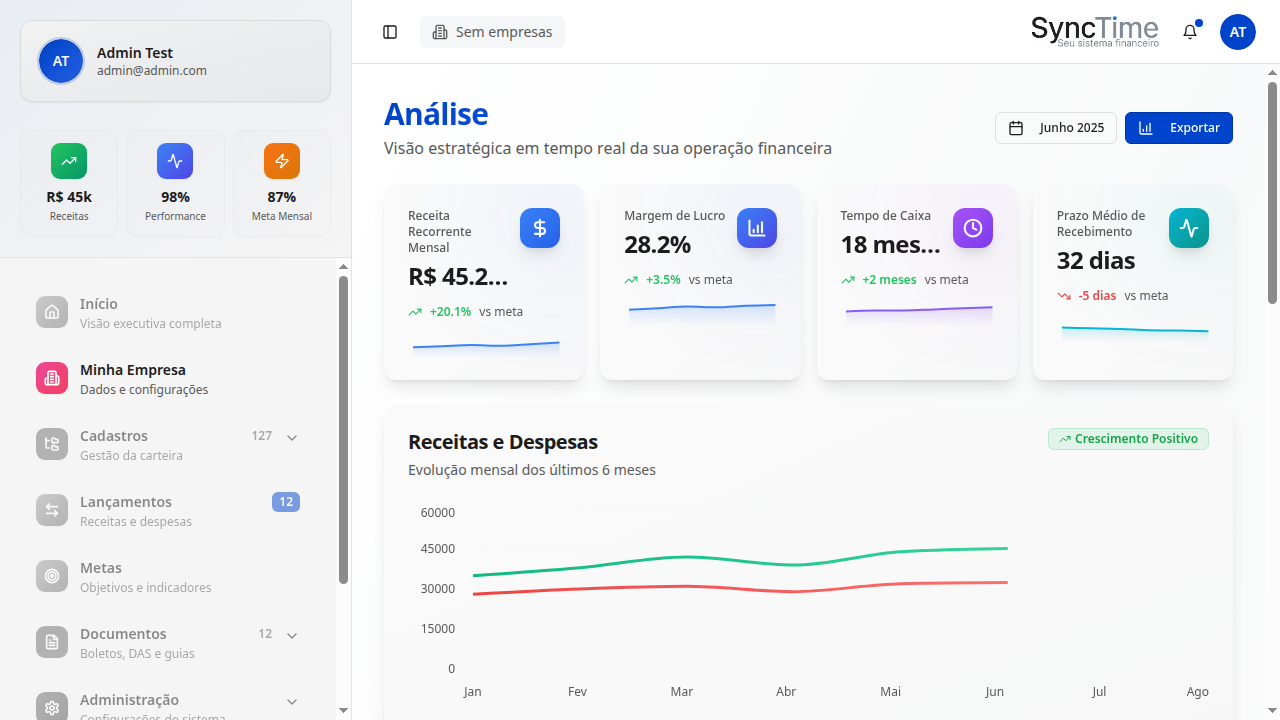 AT
Admin Test
admin@admin.com
R$ 45k
Receitas
98%
Performance
87%
Meta Mensal
Início
Visão executiva completa
Minha Empresa
Dados e configurações
Cadastros
127
Gestão da carteira
Lançamentos
12
Receitas e despesas
Metas
Objetivos e indicadores
Documentos
12
Boletos, DAS e guias
Administração
Configurações do sistema
Sem empresas
SyncTime
Seu sistema financeiro
AT
Análise
Visão estratégica em tempo real da sua operação financeira
Junho 2025
Exportar
Receita
Recorrente
Mensal
R$ 45.2...
+20.1% vs meta
Margem de Lucro
28.2%
+3.5% vs meta
Tempo de Caixa
18 mes...
+2 meses vs meta
Prazo Médio de
Recebimento
32 dias
-5 dias vs meta
Receitas e Despesas
Crescimento Positivo
Evolução mensal dos últimos 6 meses
60000
45000
30000
15000
0
Jan Fev Mar Abr Mai Jun Jul Ago